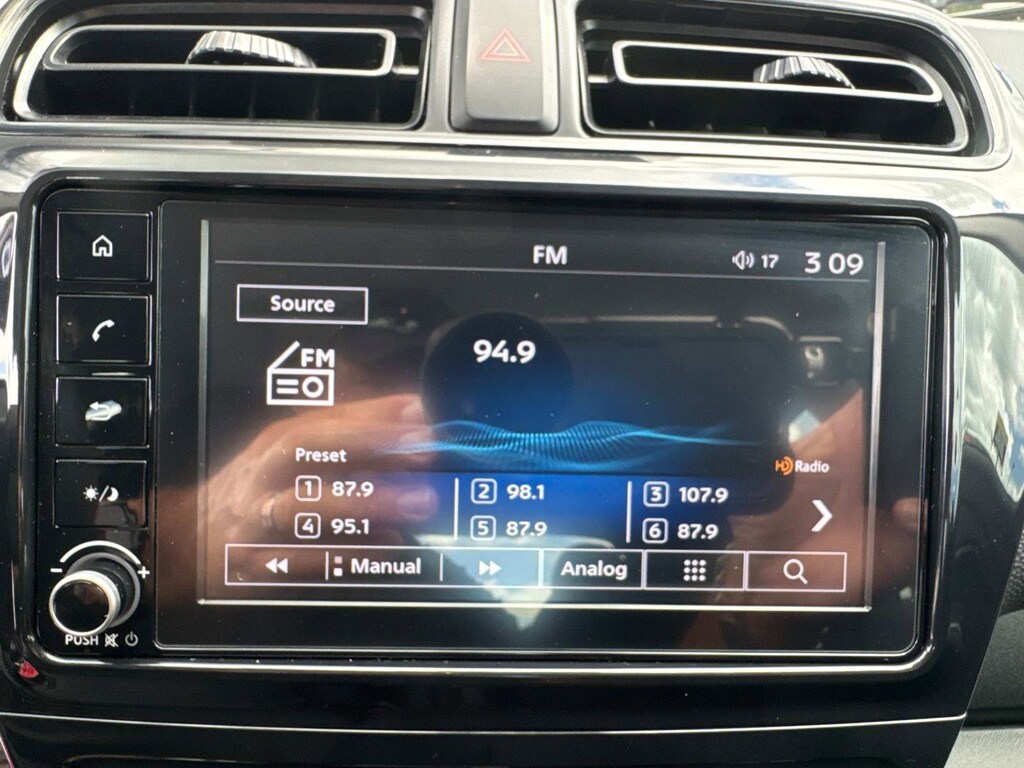 FM
17
3 09
Source
FM
94.9
Preset
HD Radio
1 87.9
2 98.1
3 107.9
4 95.1
5 87.9
6 87.9
Manual
Analog
- +
PUSH